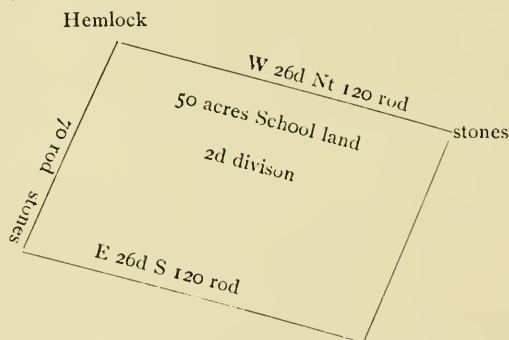 Hemlock
W 26d Nt 120 rod
50 acres School land
stones
2d divison
70 rod stones
E 26d S 120 rod